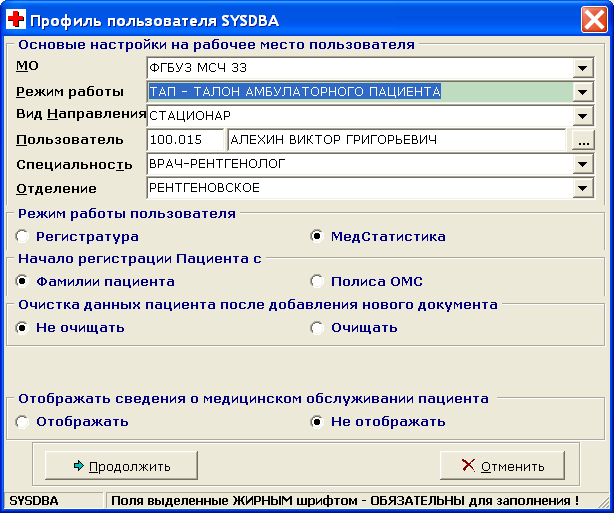 Профиль пользователя SYSDBA
Основые настройки на рабочее место пользователя
МО ФГБУЗ МСЧ 33
Режим работы ТАП - ТАЛОН АМБУЛАТОРНОГО ПАЦИЕНТА
Вид Направления СТАЦИОНАР
Пользователь 100.015 АЛЕХИН ВИКТОР ГРИГОРЬЕВИЧ ...
Специальность ВРАЧ-РЕНТГЕНОЛОГ
Отделение РЕНТГЕНОВСКОЕ
Режим работы пользователя
Регистратура МедСтатистика
Начало регистрации Пациента с
Фамилии пациента Полиса ОМС
Очистка данных пациента после добавления нового документа
Не очищать Очищать
Отображать сведения о медицинском обслуживании пациента
Отображать Не отображать
Продолжить Отменить
SYSDBA Поля выделенные ЖИРНЫМ шрифтом - ОБЯЗАТЕЛЬНЫ для заполнения !